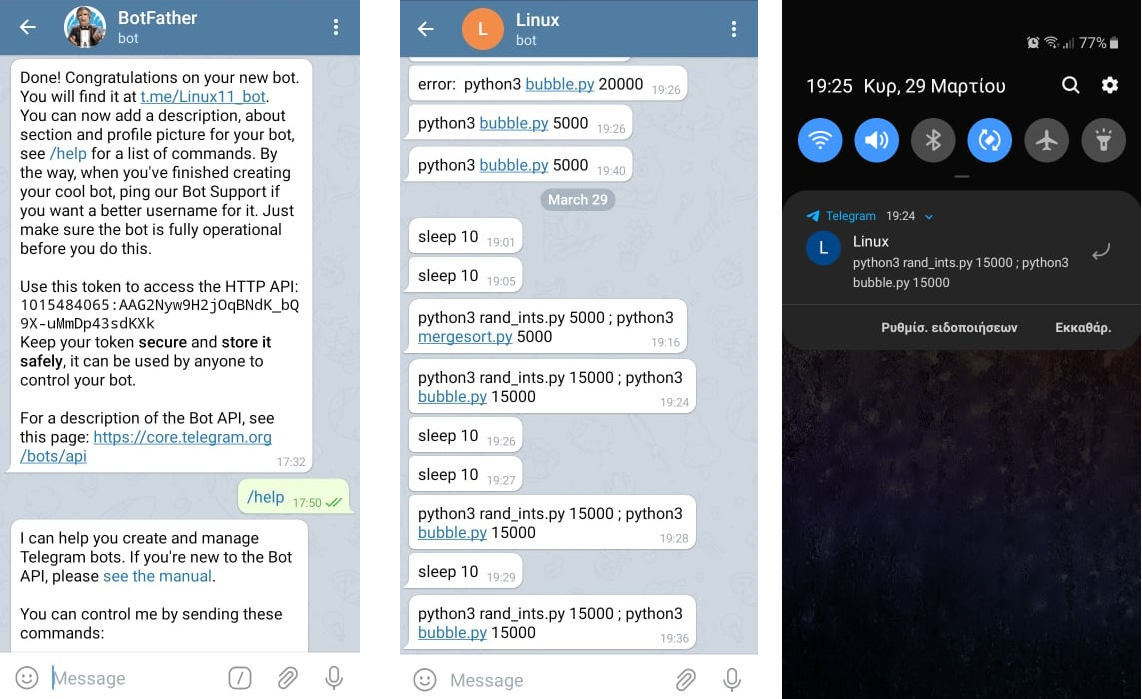 BotFather
bot
Done! Congratulations on your new bot.
You will find it at t.me/Linux11_bot.
You can now add a description, about
section and profile picture for your bot,
see /help for a list of commands. By
the way, when you've finished creating
your cool bot, ping our Bot Support if
you want a better username for it. Just
make sure the bot is fully operational
before you do this.
Use this token to access the HTTP API:
1015484065:AAG2Nyw9H2jOqBNdK_bQ
9X-uMmDp43sdKXk
Keep your token secure and store it
safely, it can be used by anyone to
control your bot.
For a description of the Bot API, see
this page: https://core.telegram.org
/bots/api
17:32
/help 17:50
I can help you create and manage
Telegram bots. If you're new to the Bot
API, please see the manual.
You can control me by sending these
commands:
Message
L
Linux
bot
error: python3 bubble.py 20000 19:26
python3 bubble.py 5000 19:26
python3 bubble.py 5000 19:40
March 29
sleep 10 19:01
sleep 10 19:05
python3 rand_ints.py 5000 ; python3
mergesort.py 5000 19:16
python3 rand_ints.py 15000 ; python3
bubble.py 15000 19:24
sleep 10 19:26
sleep 10 19:27
python3 rand_ints.py 15000 ; python3
bubble.py 15000 19:28
sleep 10 19:29
python3 rand_ints.py 15000 ; python3
bubble.py 15000 19:36
Message
77%
19:25 Κυρ, 29 Μαρτίου
Telegram 19:24
L
Linux
python3 rand_ints.py 15000 ; python3
bubble.py 15000
Ρυθμίσ. ειδοποιήσεων Εκκαθάρ.